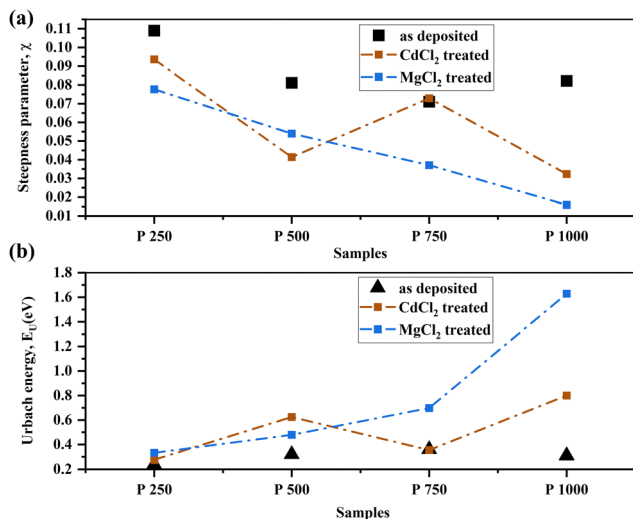 (a)
Steepness parameter, χ
0.11
0.10
0.09
0.08
0.07
0.06
0.05
0.04
0.03
0.02
0.01
as deposited
CdCl₂ treated
MgCl₂ treated
P 250 P 500 P 750 P 1000
Samples
(b)
Urbach energy, E_U(eV)
1.8
1.6
1.4
1.2
1.0
0.8
0.6
0.4
0.2
as deposited
CdCl₂ treated
MgCl₂ treated
P 250 P 500 P 750 P 1000
Samples